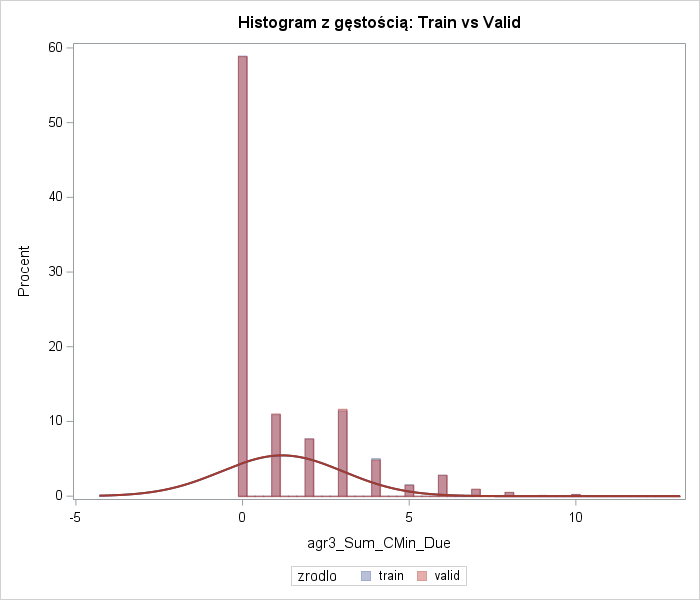 Histogram z gęstością: Train vs Valid
60
50
40
30
20
10
0
Procent
-5
0
5
10
agr3_Sum_CMin_Due
zrodlo train valid